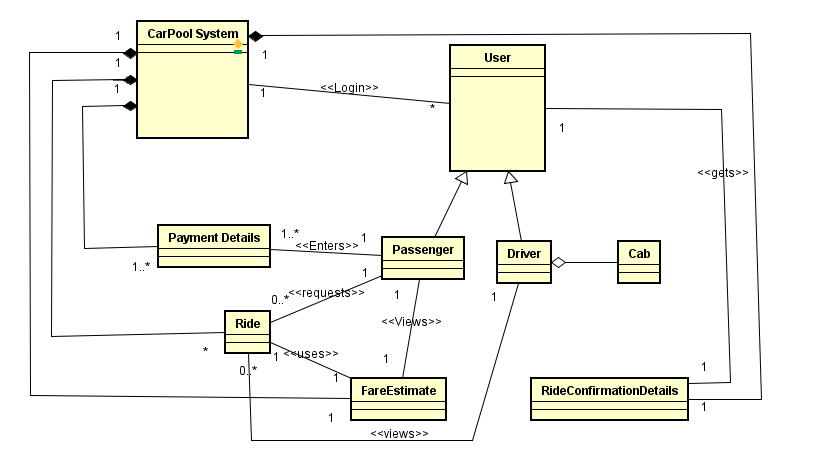 CarPool System
1
1
1
1
User
<<Login>>
1
*
1
<<gets>>
Payment Details
1..*
1..*
<<Enters>>
1
Passenger
Driver
Cab
1
0..*
<<requests>>
1
1
Ride
<<Views>>
*
1
<<uses>>
0..*
1
1
1
FareEstimate
RideConfirmationDetails
1
1
<<views>>